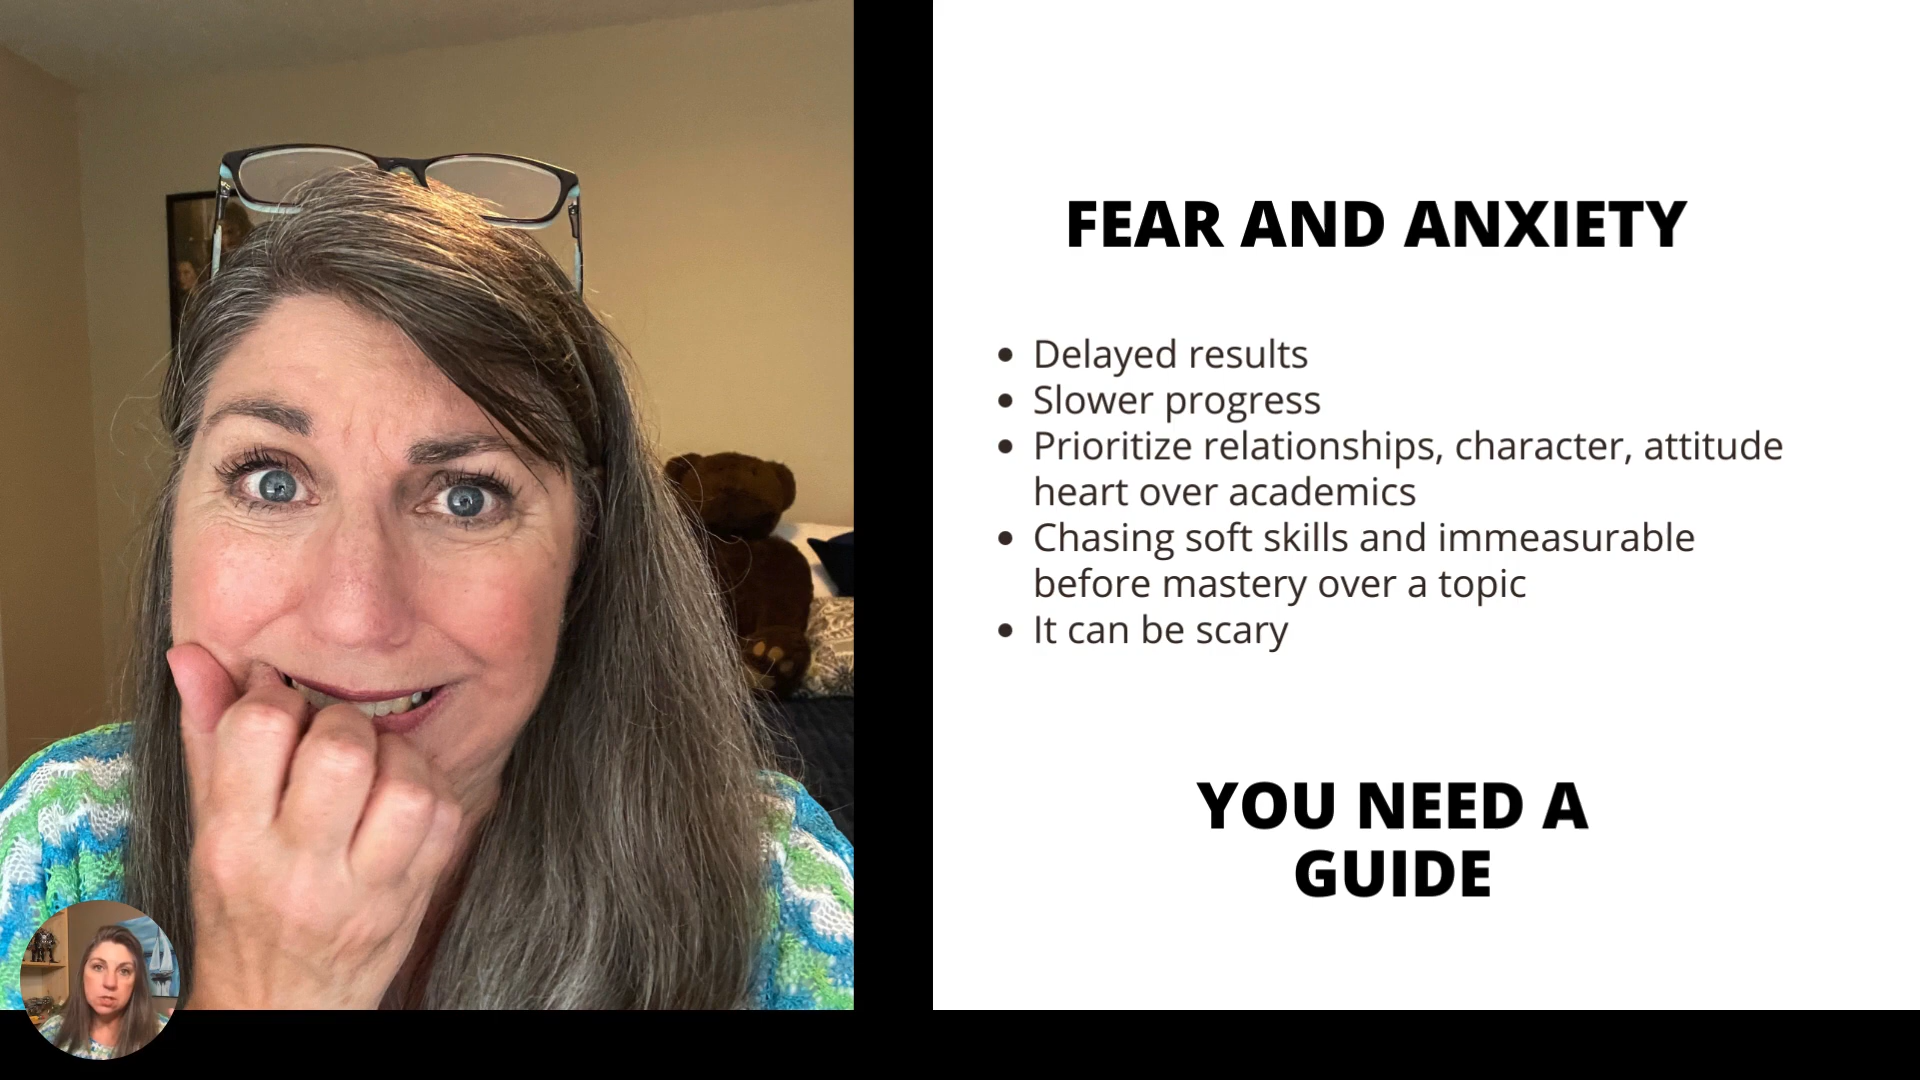 FEAR AND ANXIETY
• Delayed results
• Slower progress
• Prioritize relationships, character, attitude
heart over academics
• Chasing soft skills and immeasurable
before mastery over a topic
• It can be scary
YOU NEED A
GUIDE